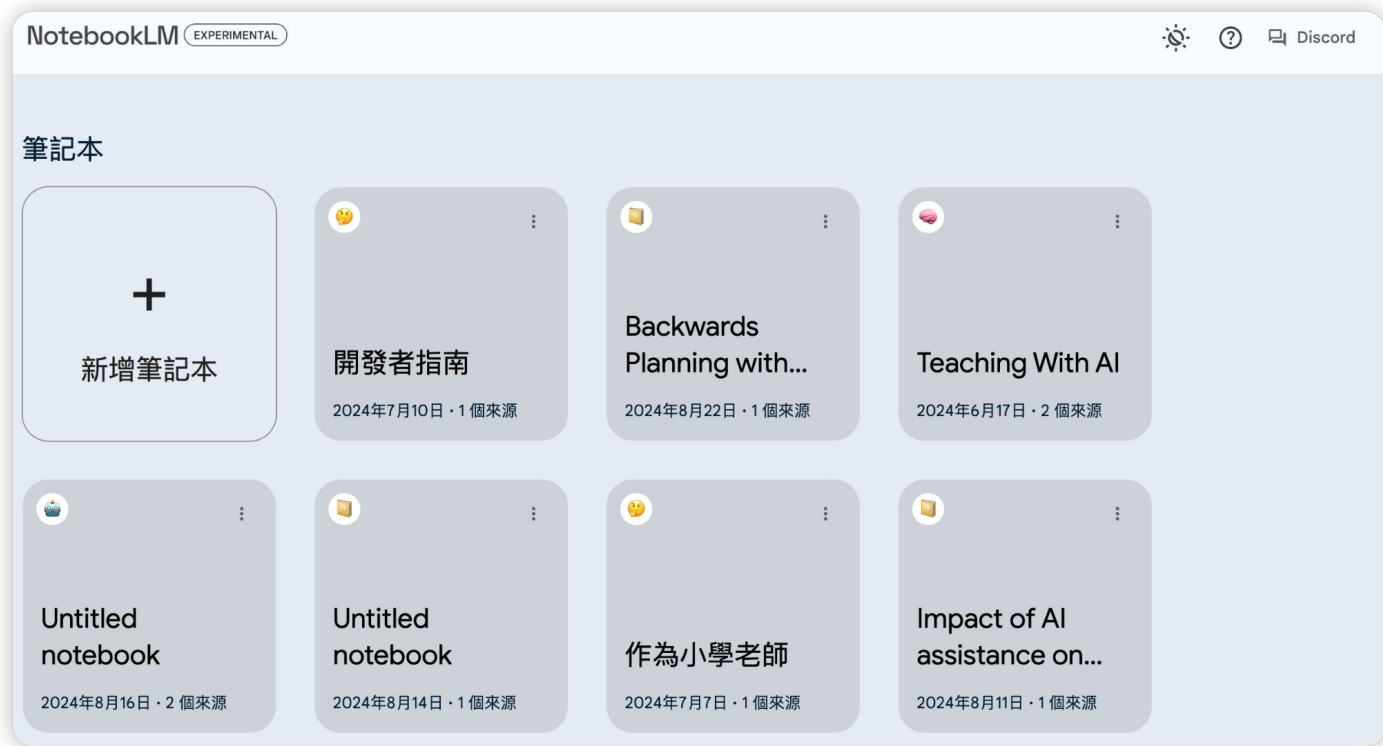 NotebookLM EXPERIMENTAL
Discord
筆記本
+
新增筆記本
開發者指南
2024年7月10日・1 個來源
Backwards
Planning with...
2024年8月22日・1 個來源
Teaching With AI
2024年6月17日・2 個來源
Untitled
notebook
2024年8月16日・2 個來源
Untitled
notebook
2024年8月14日・1 個來源
作為小學老師
2024年7月7日・1 個來源
Impact of AI
assistance on...
2024年8月11日・1 個來源